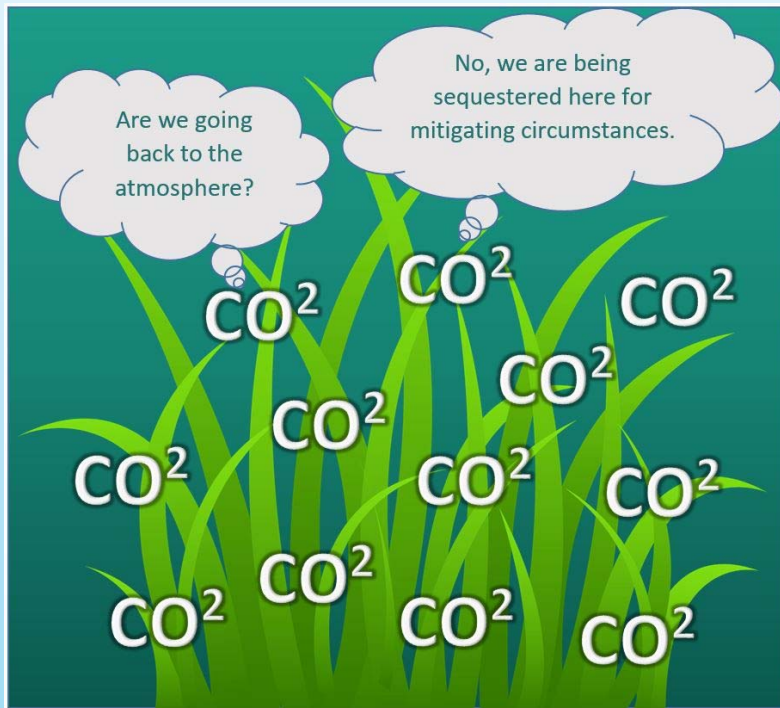 Are we going
back to the
atmosphere?
No, we are being
sequestered here for
mitigating circumstances.
CO²
CO²
CO²
CO²
CO²
CO²
CO²
CO²
CO²
CO²
CO²
CO²